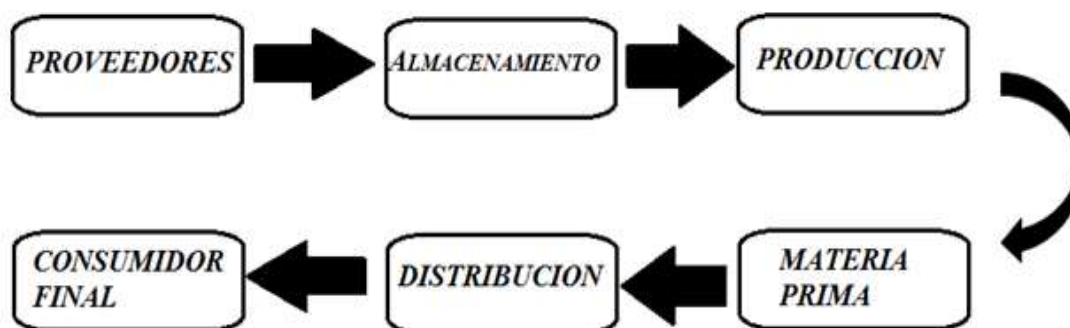 PROVEEDORES
ALMACENAMIENTO
PRODUCCION
MATERIA
PRIMA
DISTRIBUCION
CONSUMIDOR
FINAL